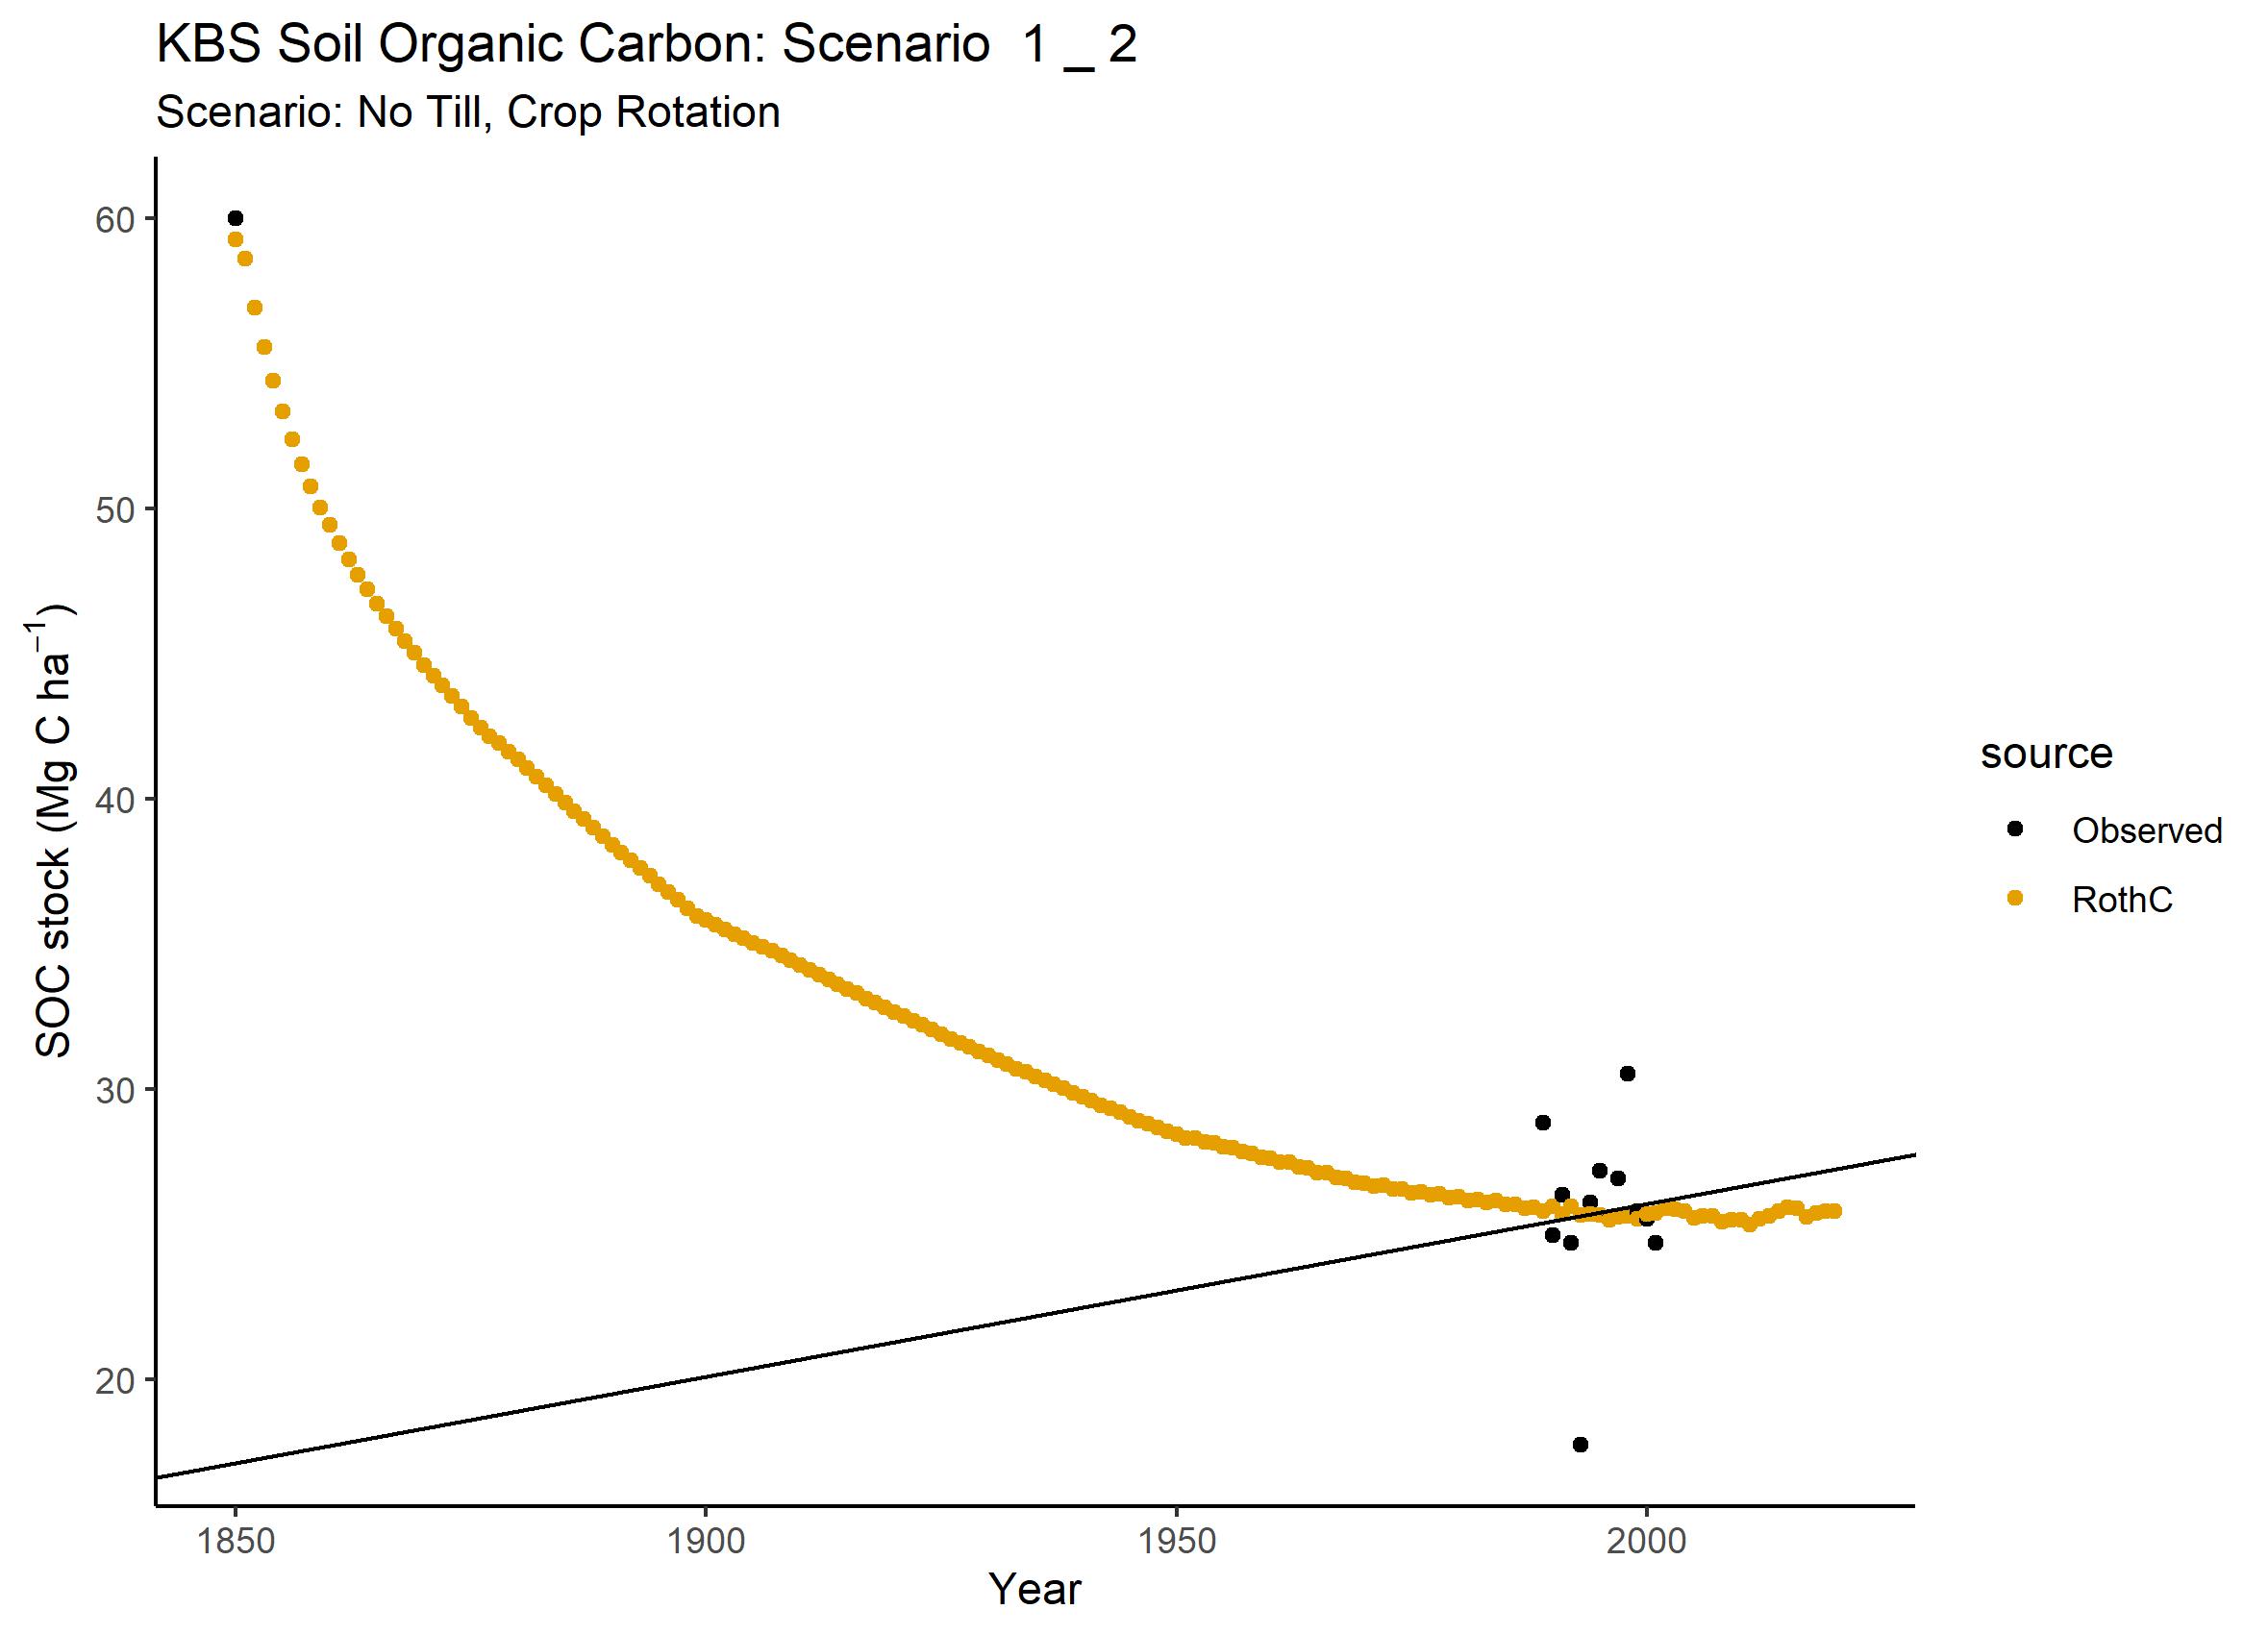 KBS Soil Organic Carbon: Scenario  1 _ 2
Scenario: No Till, Crop Rotation
SOC stock (Mg C ha⁻¹)
60
50
40
30
20
1850
1900
1950
2000
Year
source
Observed
RothC